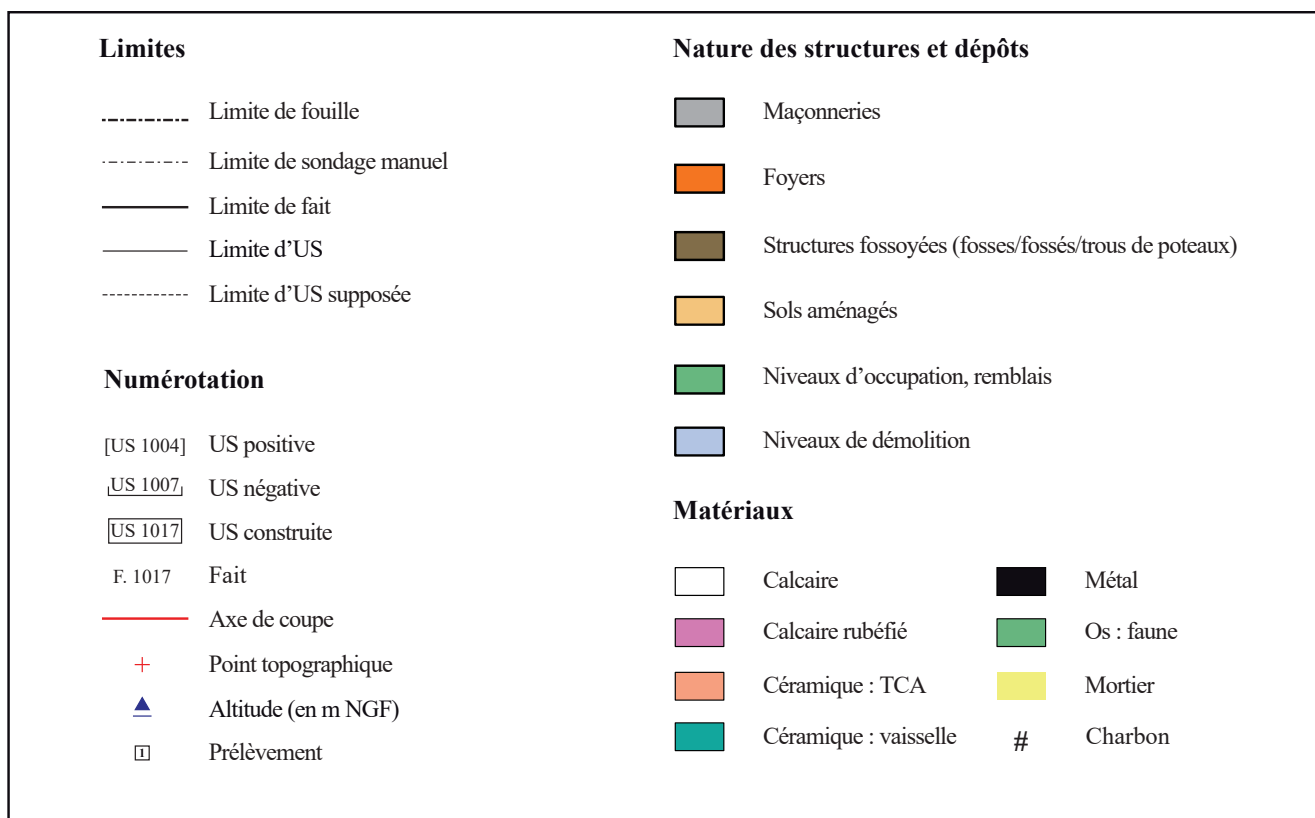 Limites
Limite de fouille
Limite de sondage manuel
Limite de fait
Limite d’US
Limite d’US supposée
Numérotation
[US 1004] US positive
US 1007 US négative
US 1017 US construite
F. 1017 Fait
Axe de coupe
Point topographique
Altitude (en m NGF)
I Prélèvement
Nature des structures et dépôts
Maçonneries
Foyers
Structures fossoyées (fosses/fossés/trous de poteaux)
Sols aménagés
Niveaux d’occupation, remblais
Niveaux de démolition
Matériaux
Calcaire
Calcaire rubéfié
Céramique : TCA
Céramique : vaisselle
Métal
Os : faune
Mortier
# Charbon